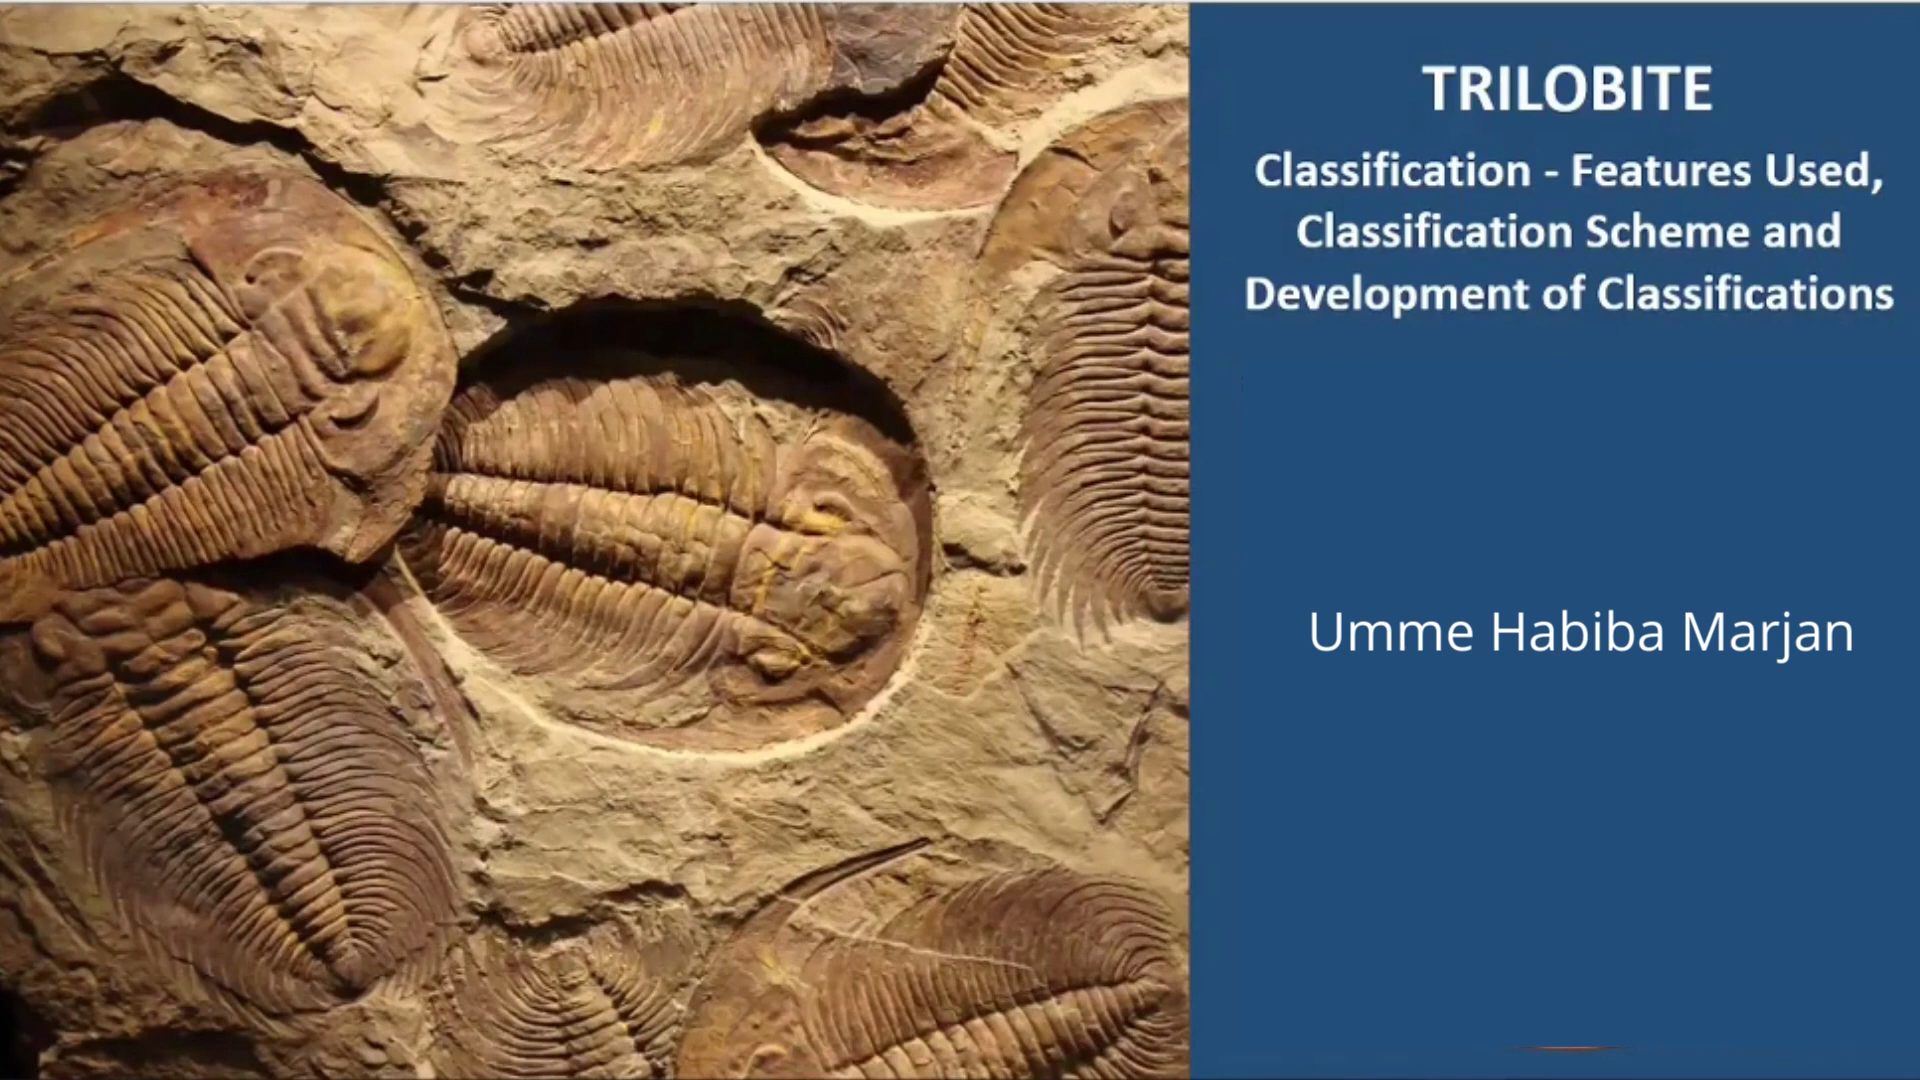 TRILOBITE
Classification - Features Used,
Classification Scheme and
Development of Classifications
Umme Habiba Marjan